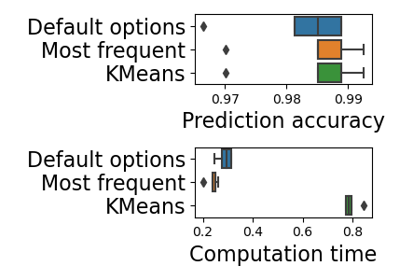 Default options
Most frequent
KMeans
0.97 0.98 0.99
Prediction accuracy
Default options
Most frequent
KMeans
0.2 0.4 0.6 0.8
Computation time